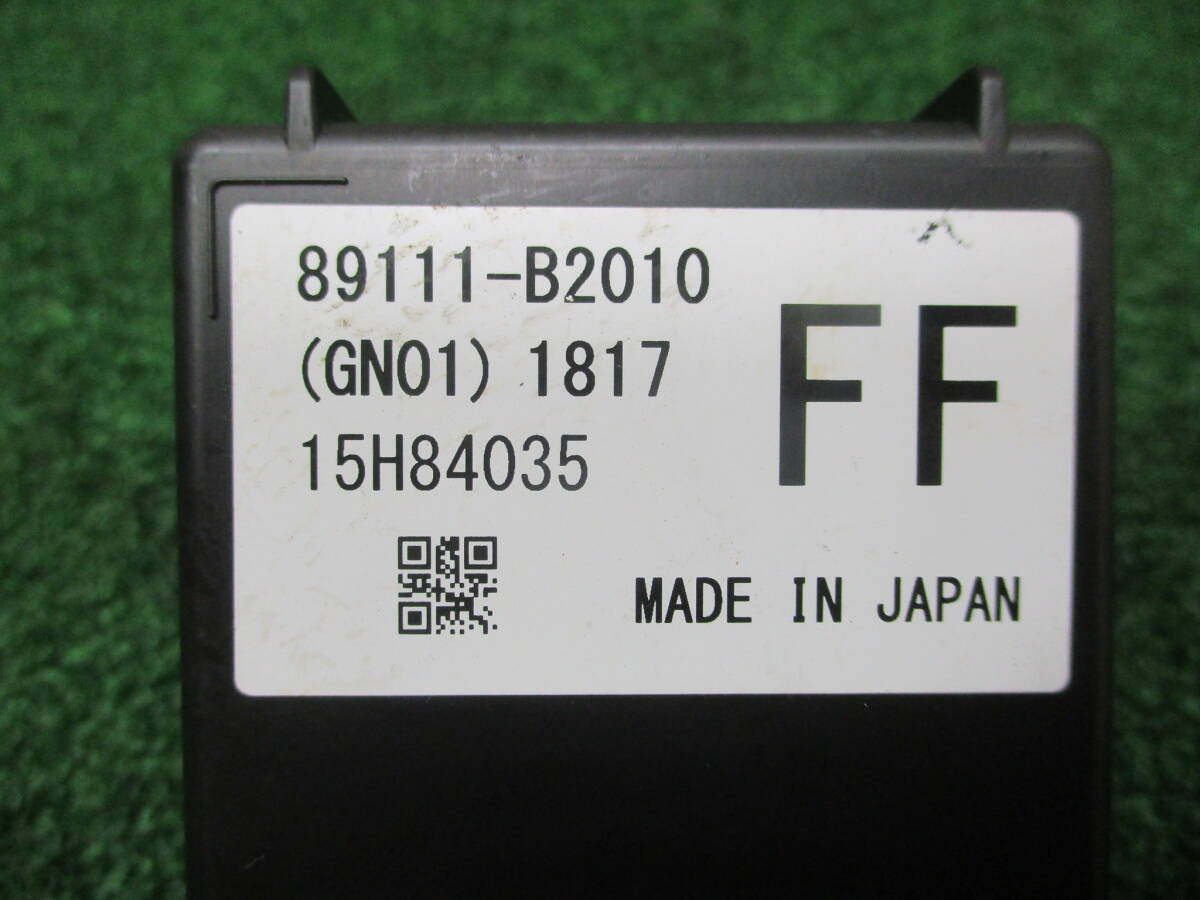 89111-B2010
(GN01) 1817
FF
15H84035
MADE IN JAPAN